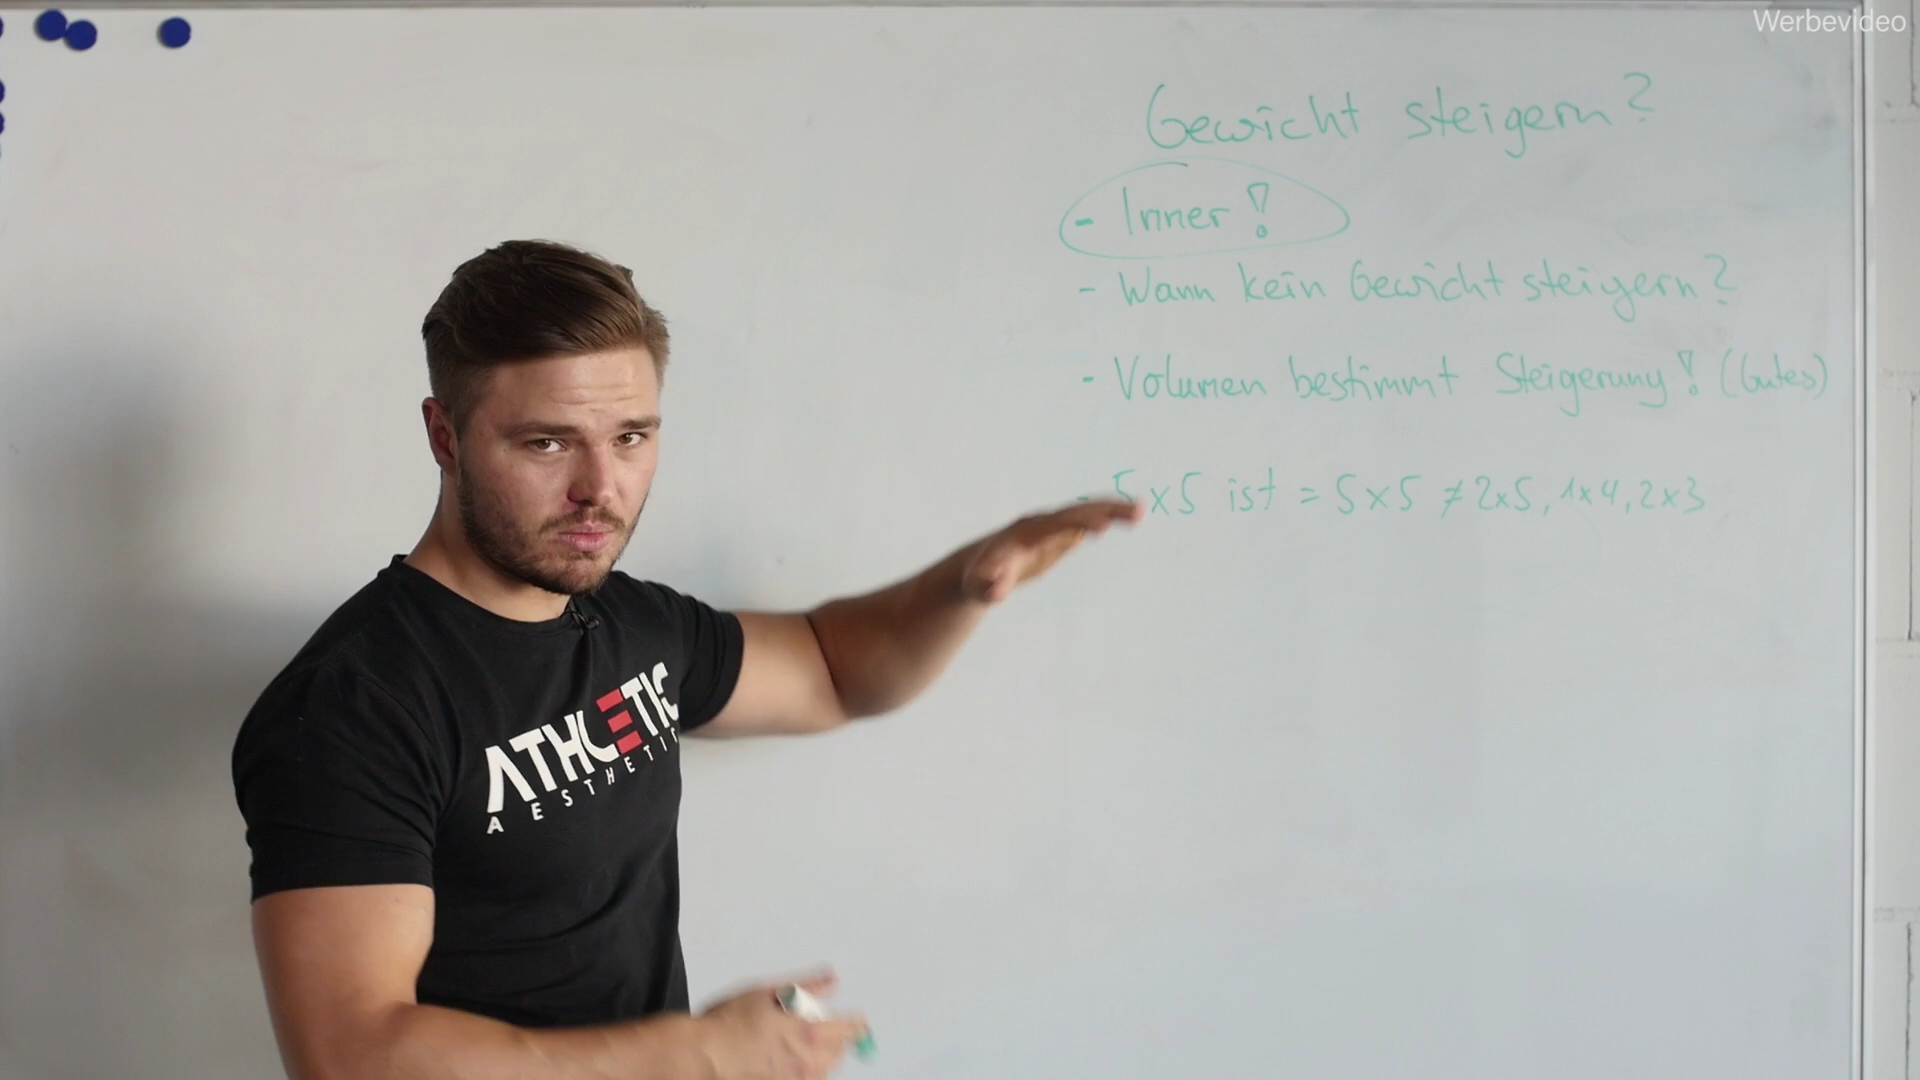 Werbevideo
Gewicht steigern?
- Immer!
- Wann kein Gewicht steigern?
- Volumen bestimmt Steigerung! (Gutes)
- 5x5 ist = 5x5 ≠ 2x5, 1x4, 2x3
ATHLETIC
AESTHETIC